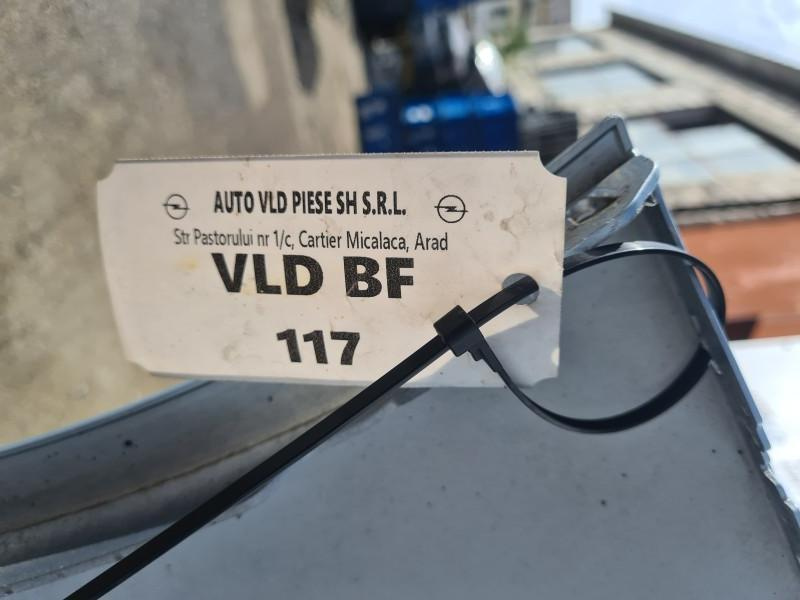 AUTO VLD PIESE SH S.R.L.
Str Pastorului nr 1/c, Cartier Micalaca, Arad
VLD BF
117